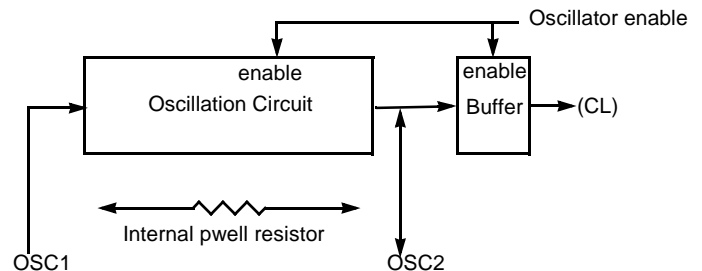 Oscillator enable
enable
enable
Oscillation Circuit
Buffer
(CL)
Internal pwell resistor
OSC1
OSC2